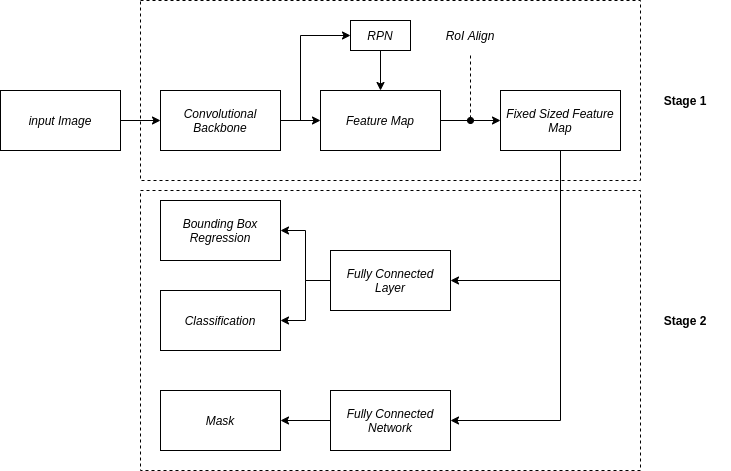 RPN
RoI Align
input Image
Convolutional
Backbone
Feature Map
Fixed Sized Feature
Map
Stage 1
Bounding Box
Regression
Fully Connected
Layer
Classification
Stage 2
Mask
Fully Connected
Network